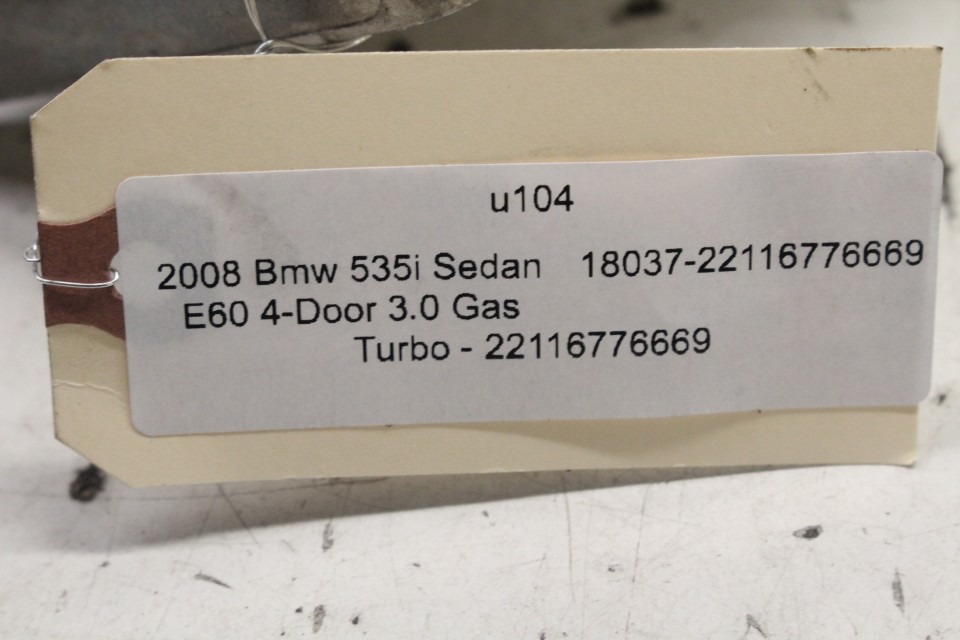 u104
2008 Bmw 535i Sedan 18037-22116776669
E60 4-Door 3.0 Gas
Turbo - 22116776669